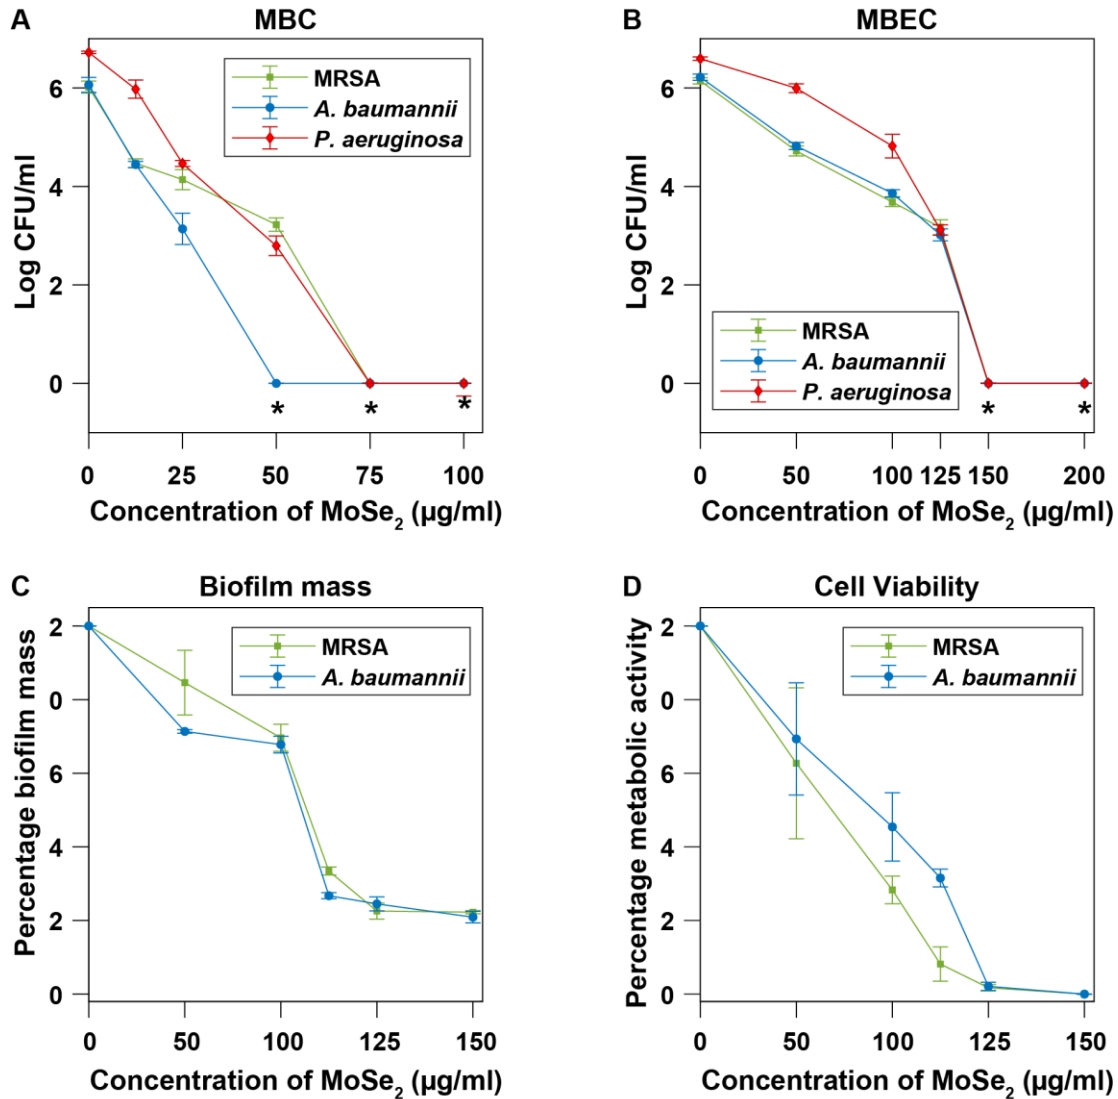 A
MBC
Log CFU/ml
6
4
2
0
MRSA
A. baumannii
P. aeruginosa
* * *
0 25 50 75 100
Concentration of MoSe₂ (µg/ml)
B
MBEC
Log CFU/ml
6
4
2
0
MRSA
A. baumannii
P. aeruginosa
* *
0 50 100 125 150 200
Concentration of MoSe₂ (µg/ml)
C
Biofilm mass
Percentage biofilm mass
2
0
6
4
2
0
MRSA
A. baumannii
0 50 100 125 150
Concentration of MoSe₂ (µg/ml)
D
Cell Viability
Percentage metabolic activity
2
0
6
4
2
0
MRSA
A. baumannii
0 50 100 125 150
Concentration of MoSe₂ (µg/ml)